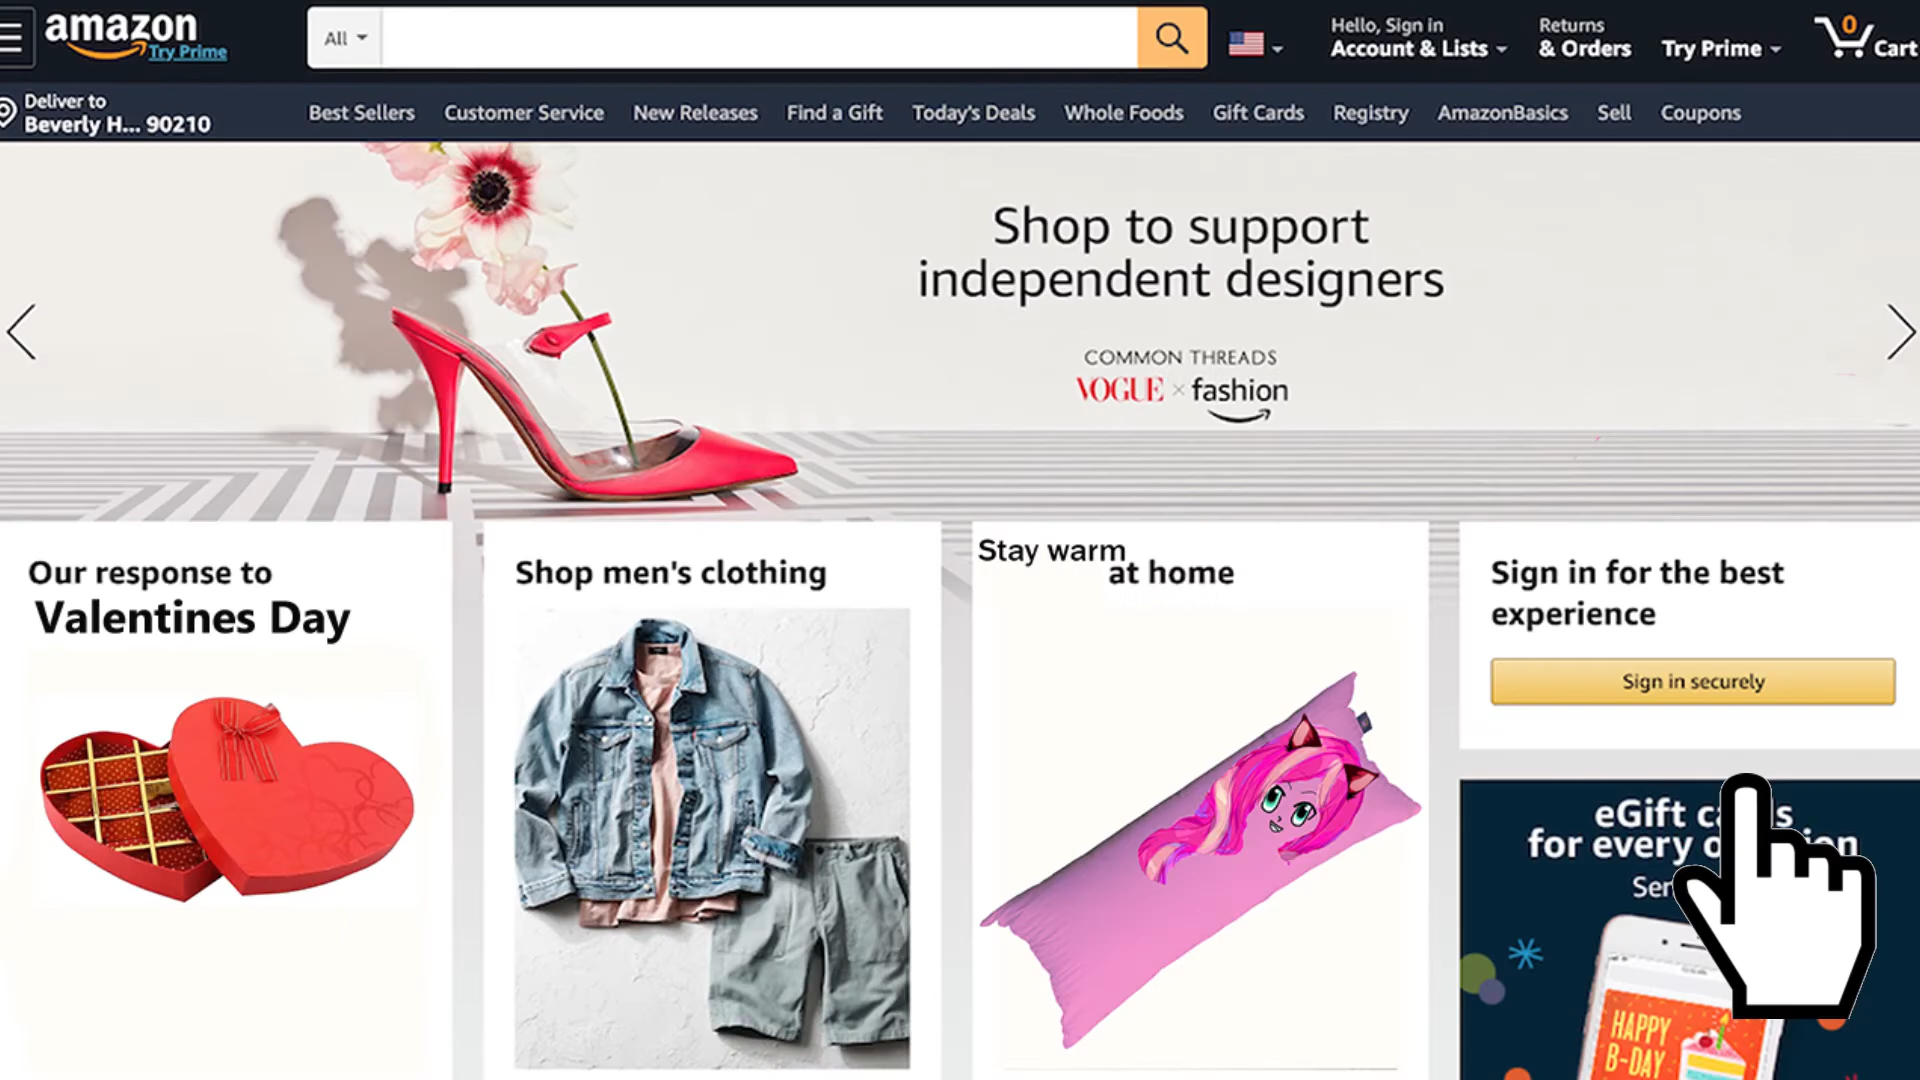 amazon
Try Prime
All
Hello, Sign in
Account & Lists
Returns
& Orders
Try Prime
0
Cart
Deliver to
Beverly H... 90210
Best Sellers
Customer Service
New Releases
Find a Gift
Today's Deals
Whole Foods
Gift Cards
Registry
AmazonBasics
Sell
Coupons
Shop to support
independent designers
COMMON THREADS
VOGUE × fashion
Our response to
Valentines Day
Shop men's clothing
Stay warm
at home
Sign in for the best
experience
Sign in securely
eGift
for every
HAPPY
B-DAY